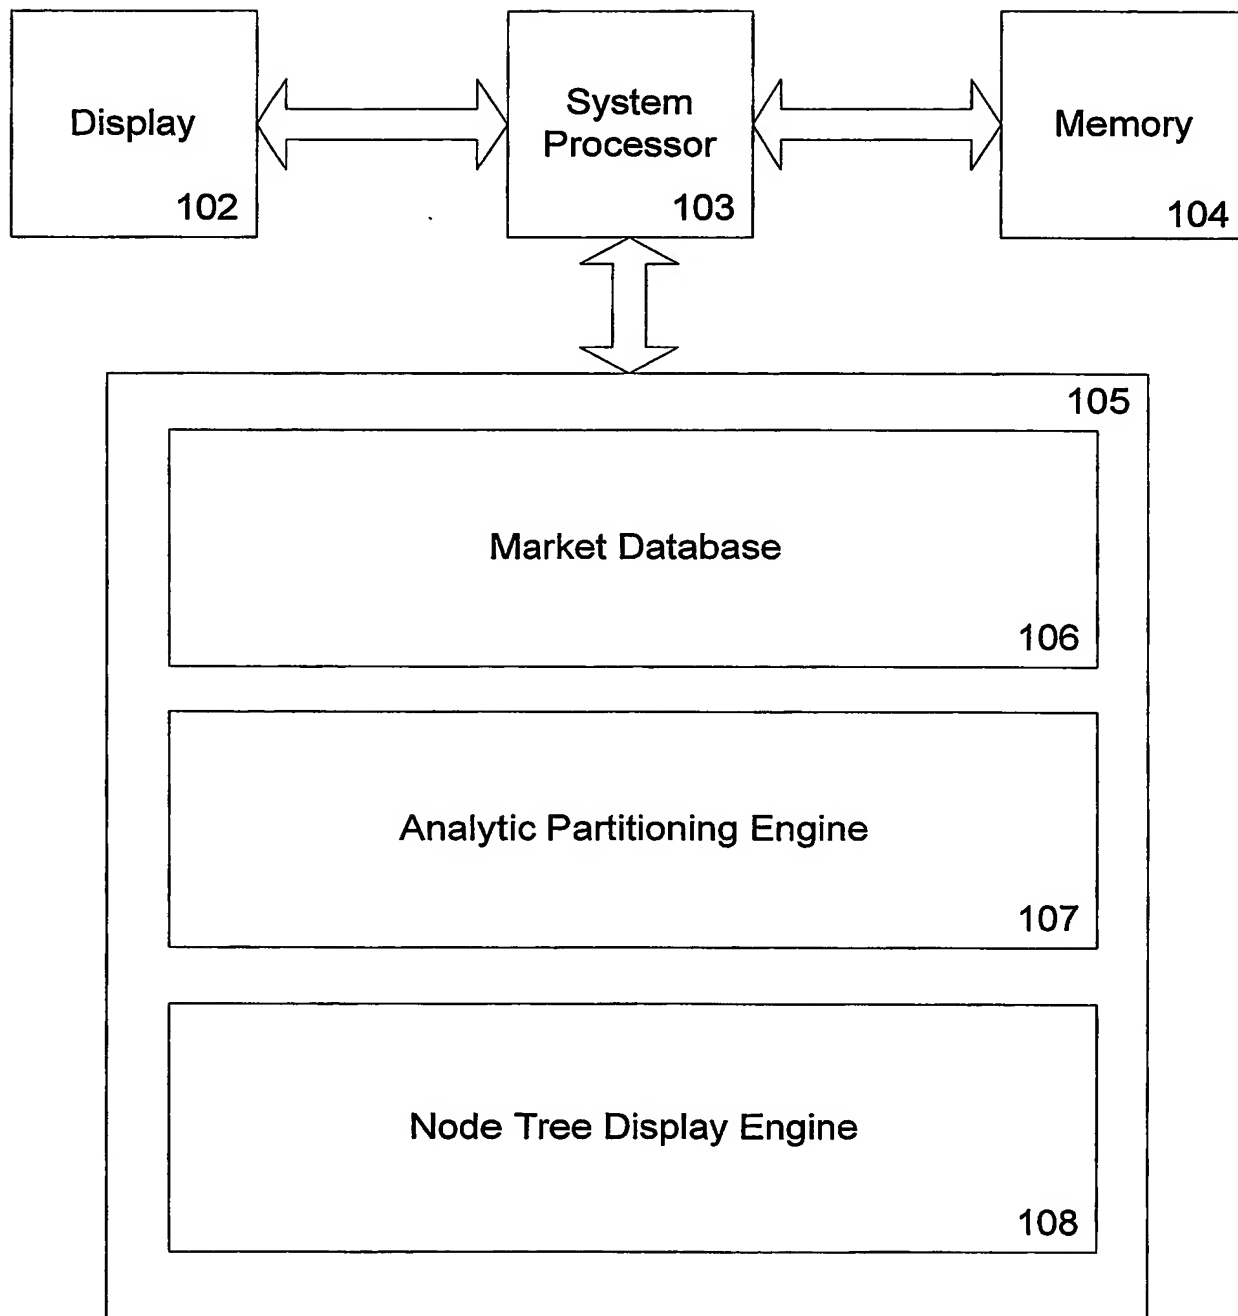 Display
102
System
Processor
103
Memory
104
105
Market Database
106
Analytic Partitioning Engine
107
Node Tree Display Engine
108